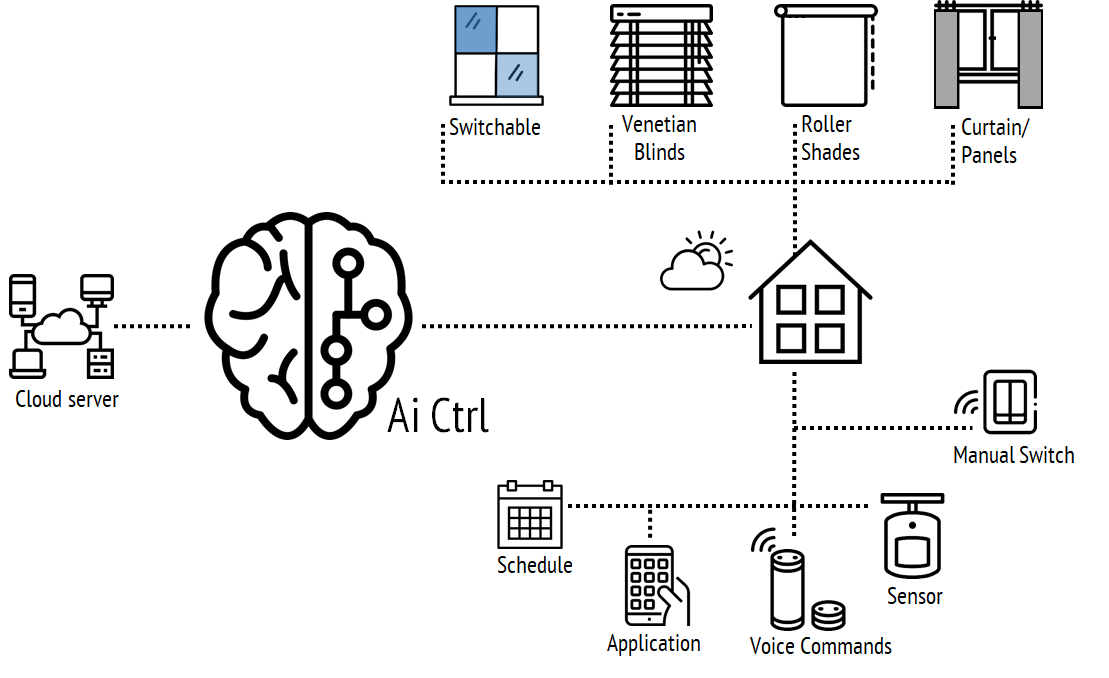 Switchable
Venetian
Blinds
Roller
Shades
Curtain/
Panels
Cloud server
Ai Ctrl
Manual Switch
Schedule
Application
Voice Commands
Sensor